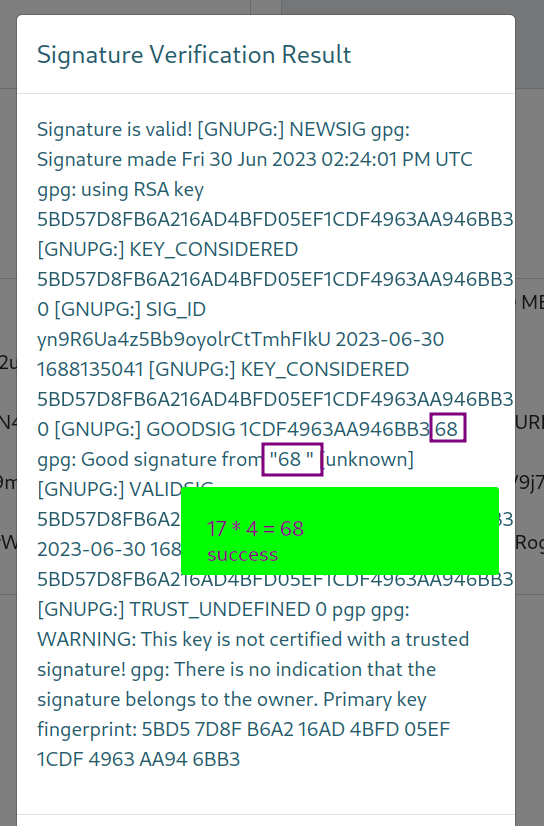 Signature Verification Result
Signature is valid! [GNUPG:] NEWSIG gpg:
Signature made Fri 30 Jun 2023 02:24:01 PM UTC
gpg: using RSA key
5BD57D8FB6A216AD4BFD05EF1CDF4963AA946BB3
[GNUPG:] KEY_CONSIDERED
5BD57D8FB6A216AD4BFD05EF1CDF4963AA946BB3
0 [GNUPG:] SIG_ID
yn9R6Ua4z5Bb9oyolrCtTmhFIkU 2023-06-30
1688135041 [GNUPG:] KEY_CONSIDERED
5BD57D8FB6A216AD4BFD05EF1CDF4963AA946BB3
0 [GNUPG:] GOODSIG 1CDF4963AA946BB3 68
gpg: Good signature from "68 " [unknown]
[GNUPG:] VALIDSIG
5BD57D8FB
17 * 4 = 68
success
2023-06-30 168
5BD57D8FB6A216AD4BFD05EF1CDF4963AA946BB3
[GNUPG:] TRUST_UNDEFINED 0 pgp gpg:
WARNING: This key is not certified with a trusted
signature! gpg: There is no indication that the
signature belongs to the owner. Primary key
fingerprint: 5BD5 7D8F B6A2 16AD 4BFD 05EF
1CDF 4963 AA94 6BB3